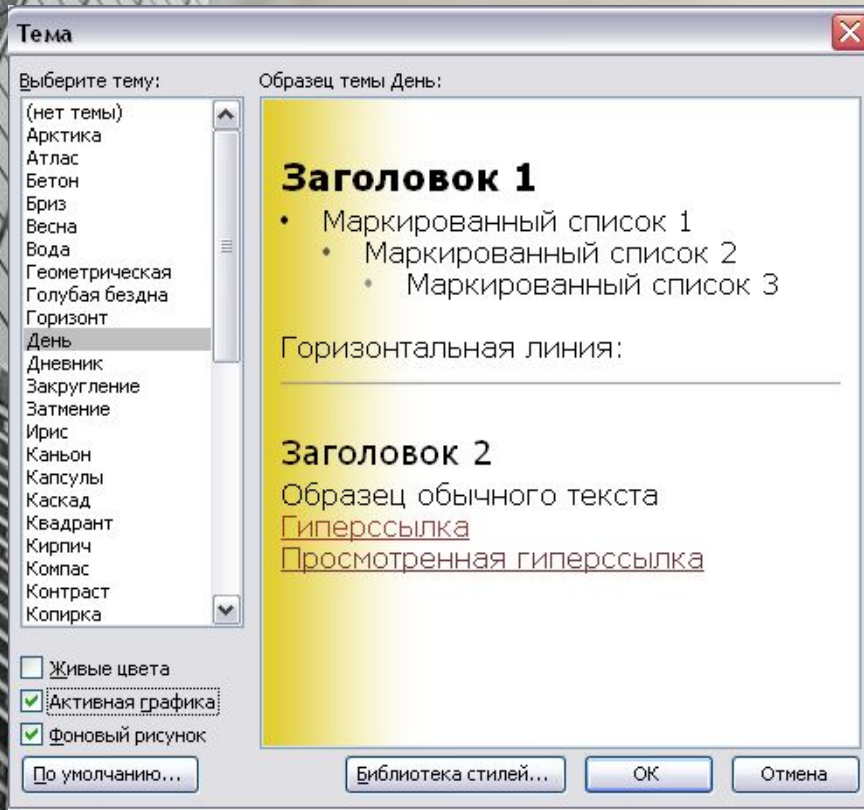 Тема
Выберите тему:
(нет темы)
Арктика
Атлас
Бетон
Бриз
Весна
Вода
Геометрическая
Голубая бездна
Горизонт
День
Дневник
Закругление
Затмение
Ирис
Каньон
Капсулы
Каскад
Квадрант
Кирпич
Компас
Контраст
Копирка
Живые цвета
Активная графика
Фоновый рисунок
Образец темы День:
Заголовок 1
• Маркированный список 1
• Маркированный список 2
• Маркированный список 3
Горизонтальная линия:
Заголовок 2
Образец обычного текста
Гиперссылка
Просмотренная гиперссылка
По умолчанию... Библиотека стилей... ОК Отмена